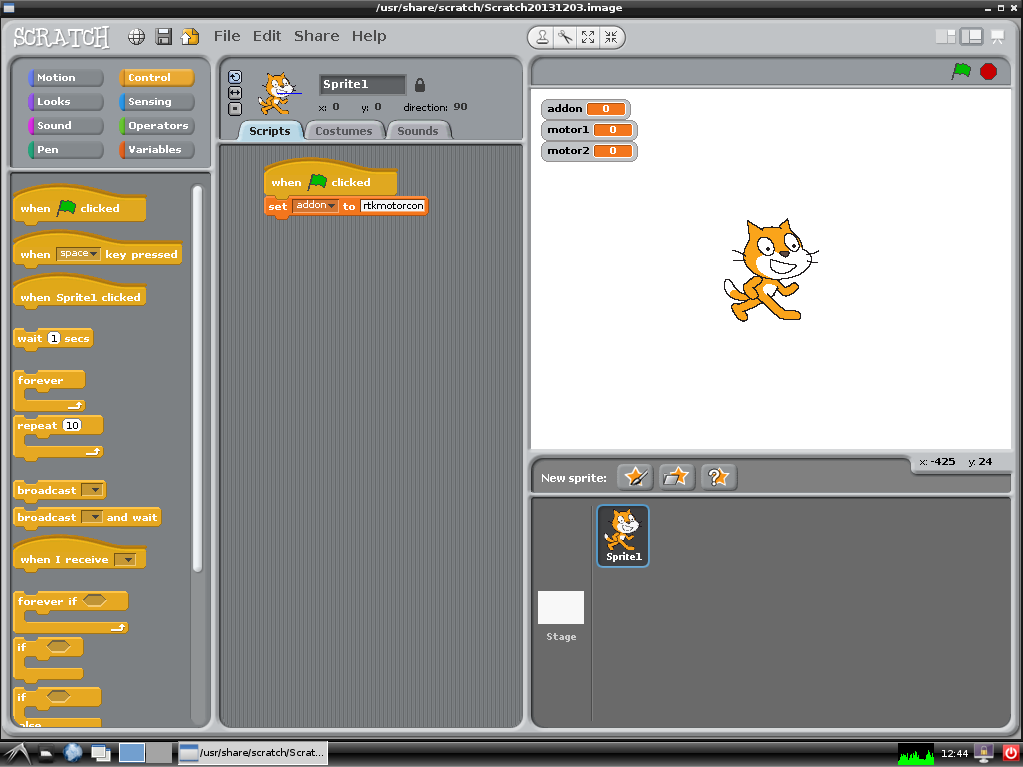 /usr/share/scratch/Scratch20131203.image
SCRATCH File Edit Share Help
Motion Control
Looks Sensing
Sound Operators
Pen Variables
when clicked
when space key pressed
when Sprite1 clicked
wait 1 secs
forever
repeat 10
broadcast
broadcast and wait
when I receive
forever if
if
if
else
Sprite1
x: 0 y: 0 direction: 90
Scripts Costumes Sounds
when clicked
set addon to rtkmotorcon
addon 0
motor1 0
motor2 0
x: -425 y: 24
New sprite:
Sprite1
Stage
/usr/share/scratch/Scrat...
12:44